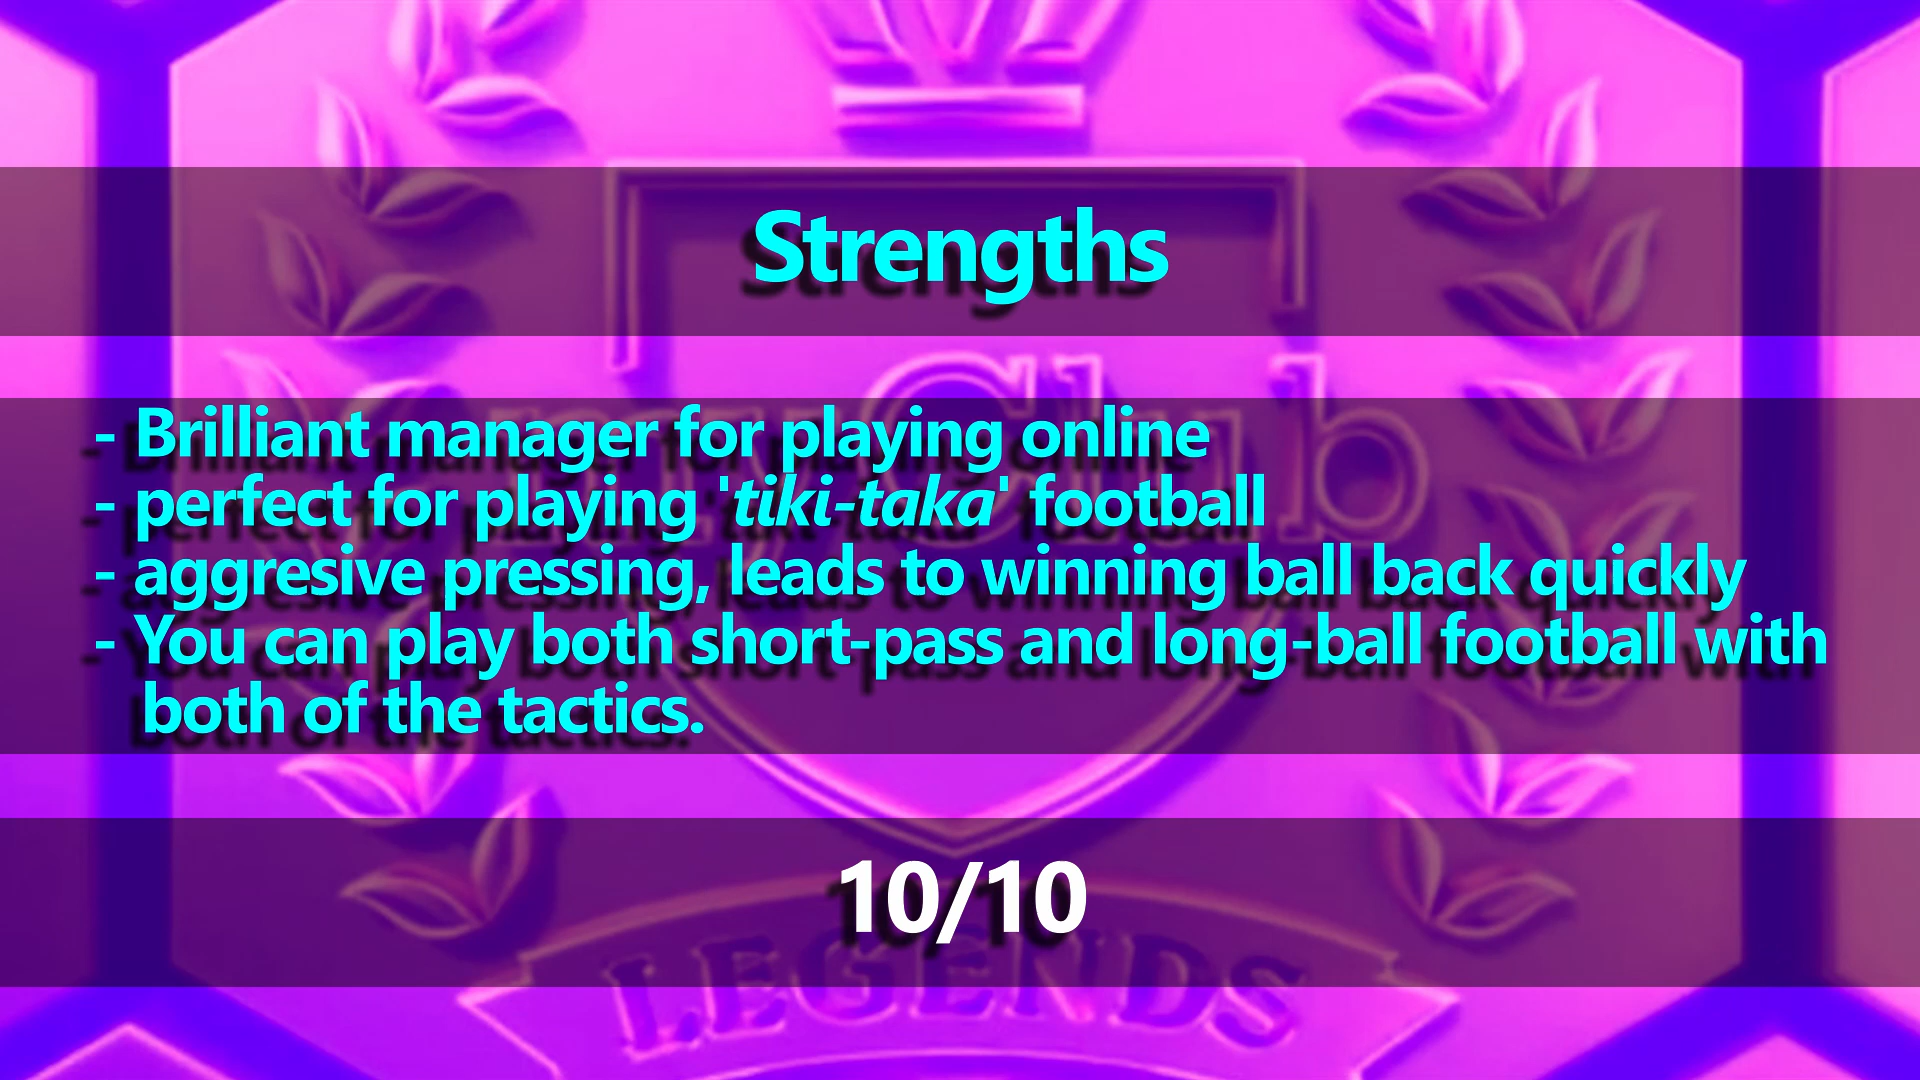 Strengths
myClub
- Brilliant manager for playing online
- perfect for playing 'tiki-taka' football
- aggresive pressing, leads to winning ball back quickly
- You can play both short-pass and long-ball football with
both of the tactics.
10/10
LEGENDS